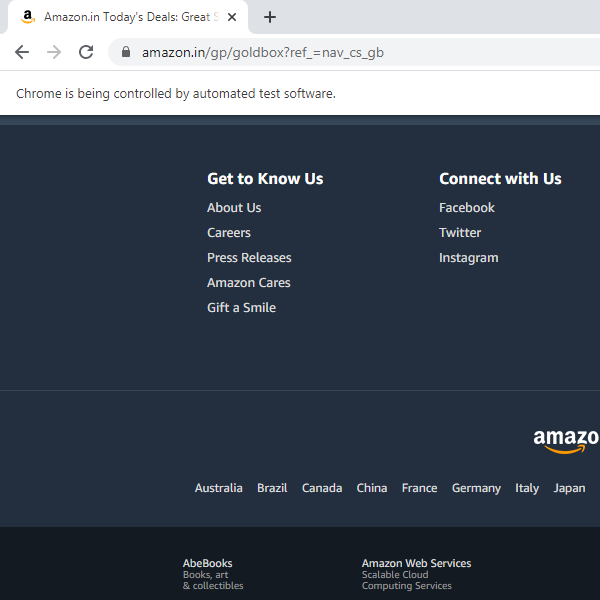 Amazon.in Today's Deals: Great S
amazon.in/gp/goldbox?ref_=nav_cs_gb
Chrome is being controlled by automated test software.
Get to Know Us
About Us
Careers
Press Releases
Amazon Cares
Gift a Smile
Connect with Us
Facebook
Twitter
Instagram
amazo
Australia Brazil Canada China France Germany Italy Japan
AbeBooks
Books, art
& collectibles
Amazon Web Services
Scalable Cloud
Computing Services